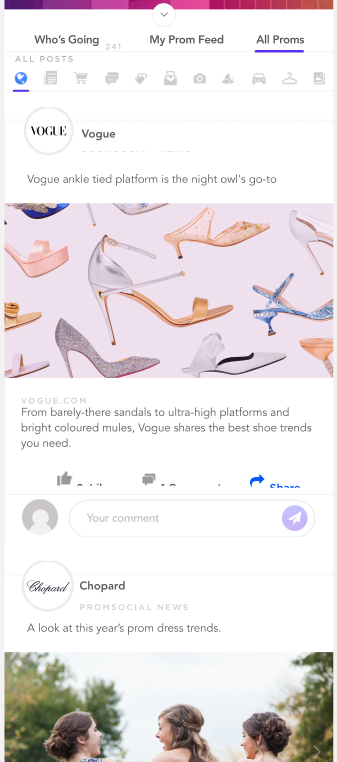 Who's Going
241
My Prom Feed
All Proms
ALL POSTS
VOGUE
Vogue
Vogue ankle tied platform is the night owl's go-to
VOGUE.COM
From barely-there sandals to ultra-high platforms and
bright coloured mules, Vogue shares the best shoe trends
you need.
Share
Your comment
Chopard
Chopard
PROMSOCIAL NEWS
A look at this year's prom dress trends.